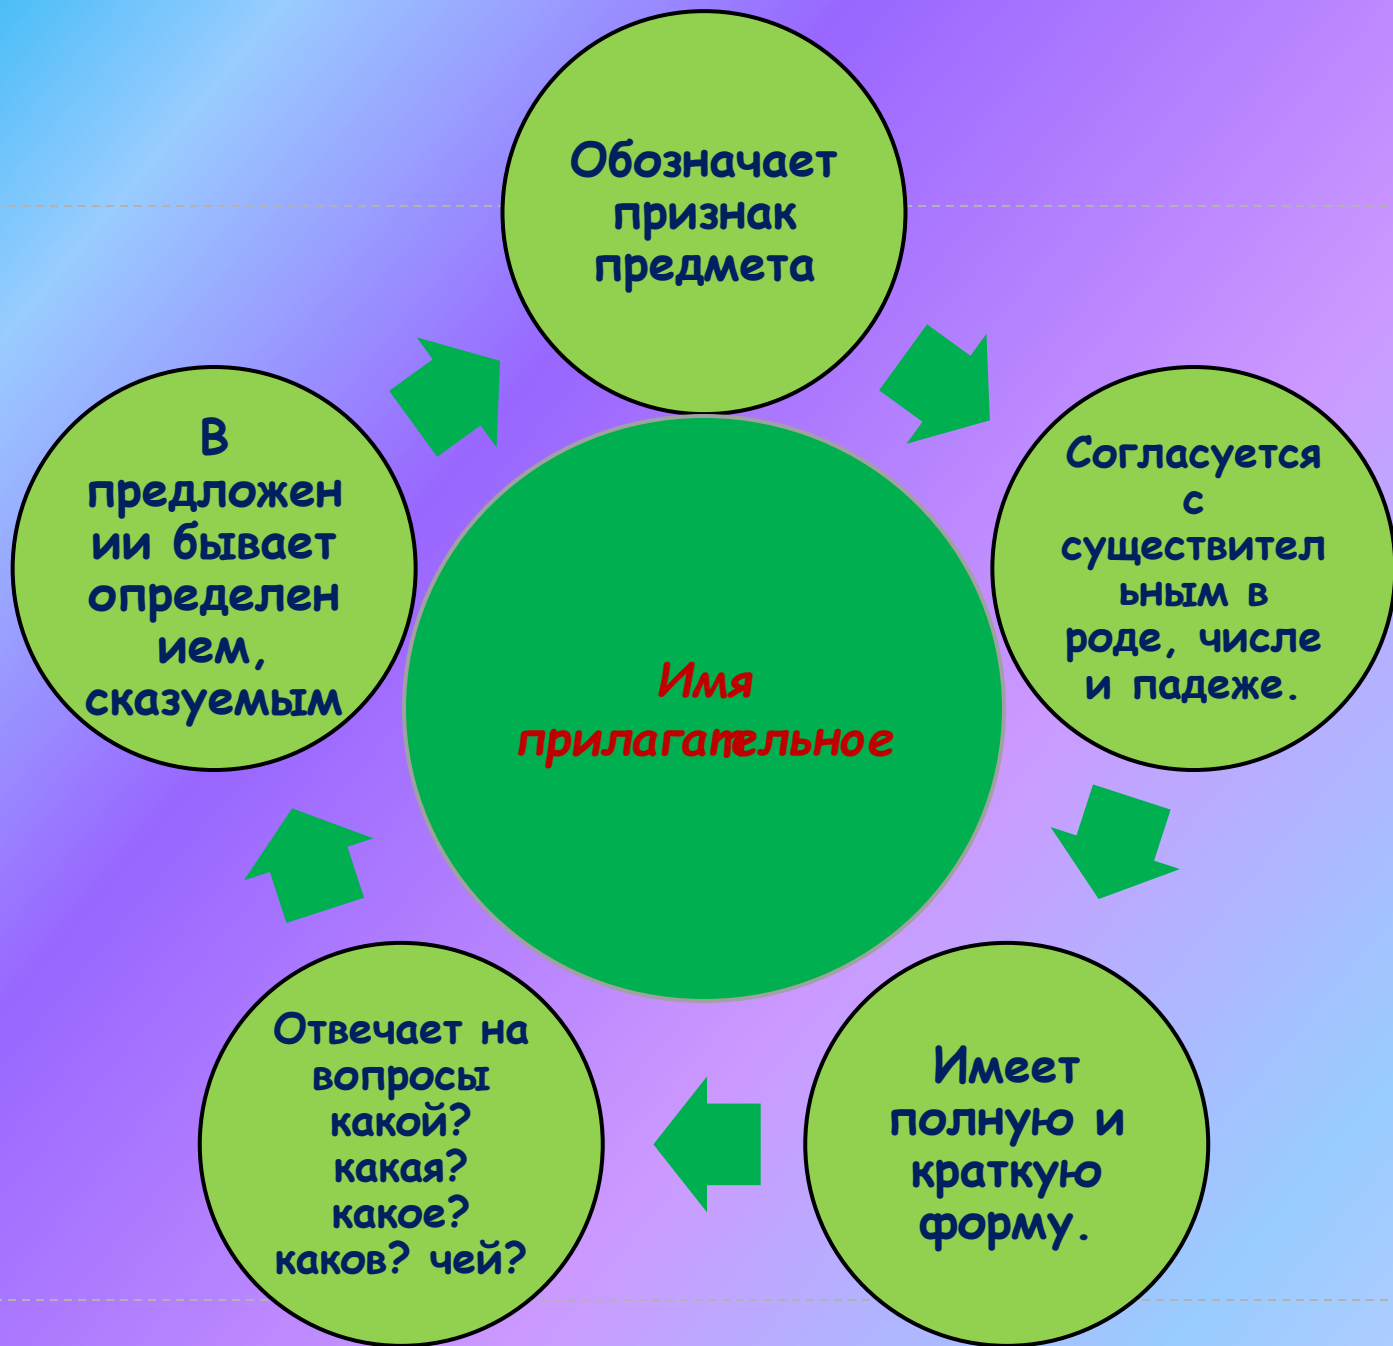 Обозначает
признак
предмета
Согласуется
с
существител
ьным в
роде, числе
и падеже.
Имеет
полную и
краткую
форму.
Отвечает на
вопросы
какой?
какая?
какое?
каков? чей?
В
предложен
ии бывает
определен
ием,
сказуемым
Имя
прилагательное